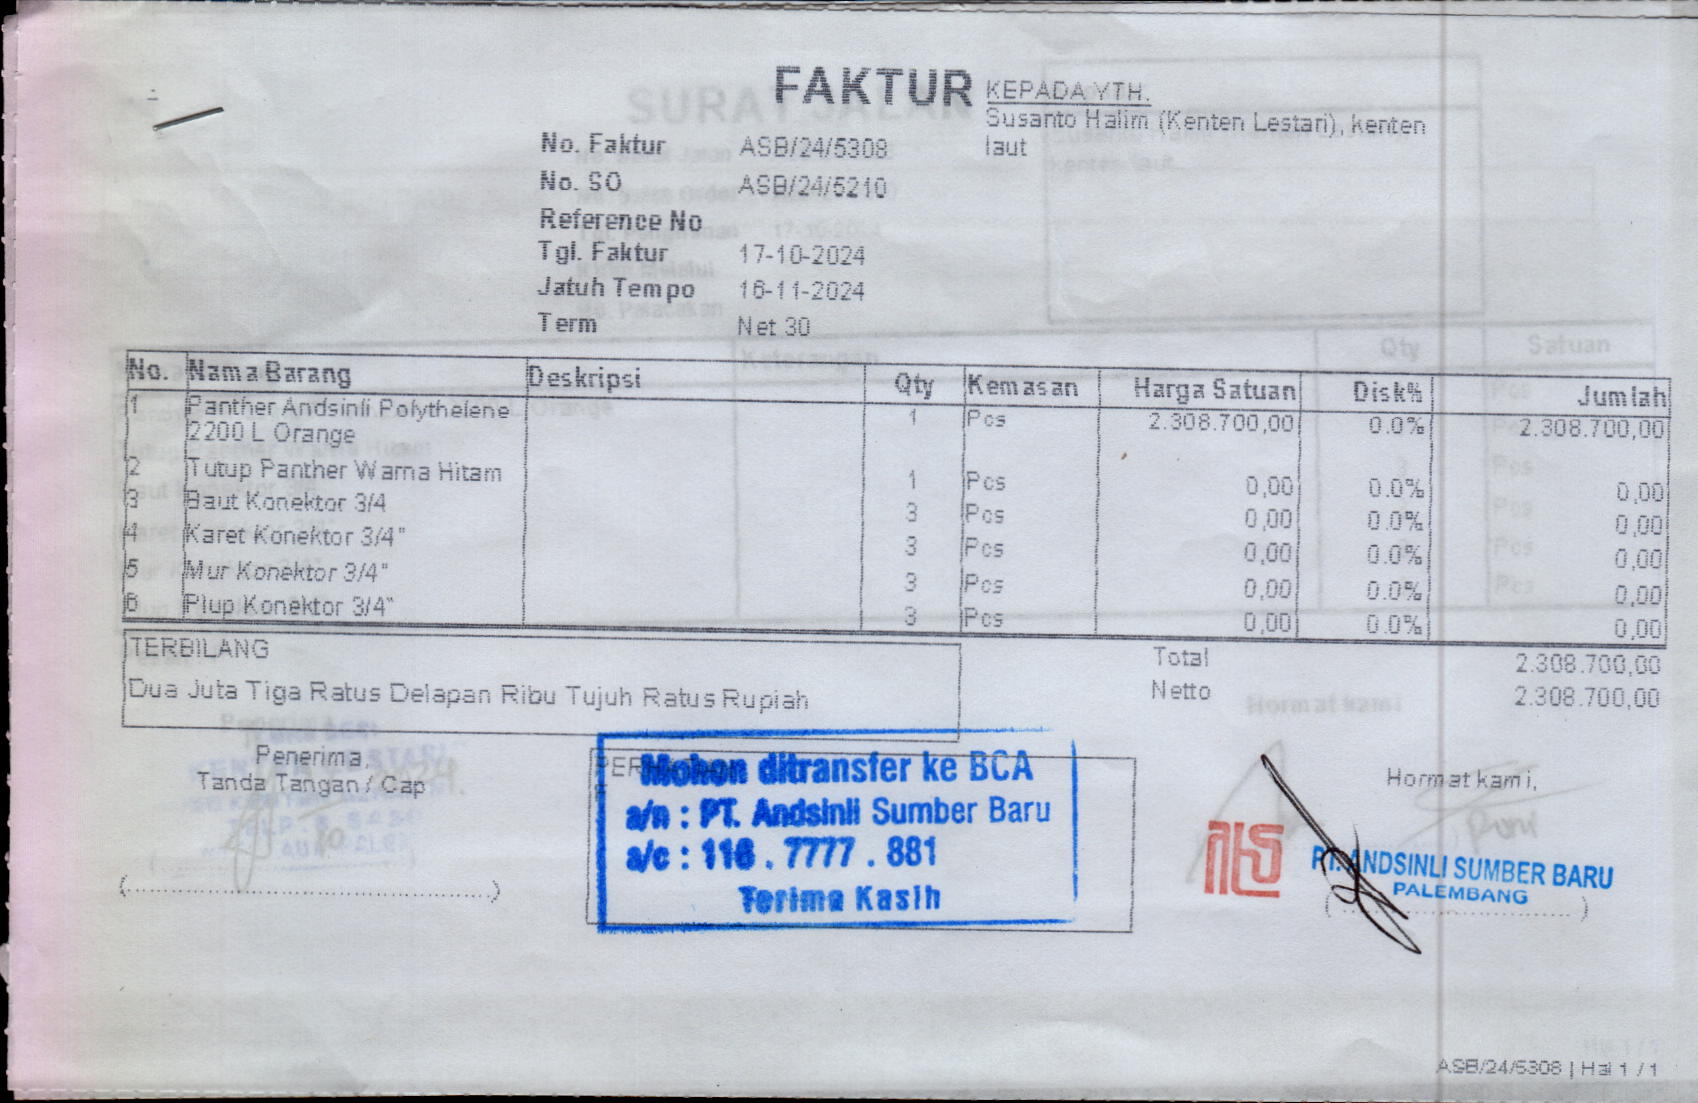 FAKTUR
KEPADA YTH.
Susanto Halim (Kenten Lestari), kenten
laut
No. Faktur ASB/24/5308
No. SO ASB/24/5210
Reference No
Tgl. Faktur 17-10-2024
Jatuh Tempo 16-11-2024
Term Net 30
No. Nama Barang Deskripsi Qty Kemasan Harga Satuan Disk% Jumlah
1 Panther Andsinli Polythelene 1 Pcs 2.308.700,00 0.0% 2.308.700,00
2200 L Orange
2 Tutup Panther Warna Hitam 1 Pcs 0,00 0.0% 0,00
3 Baut Konektor 3/4 3 Pcs 0,00 0.0% 0,00
4 Karet Konektor 3/4" 3 Pcs 0,00 0.0% 0,00
5 Mur Konektor 3/4" 3 Pcs 0,00 0.0% 0,00
6 Plup Konektor 3/4" 3 Pcs 0,00 0.0% 0,00
TERBILANG
Dua Juta Tiga Ratus Delapan Ribu Tujuh Ratus Rupiah
Total 2.308.700,00
Netto 2.308.700,00
Penerima,
Tanda Tangan / Cap
Mohon ditransfer ke BCA
a/n : PT. Andsinli Sumber Baru
a/c : 116 . 7777 . 881
Terima Kasih
Hormat kami,
PT. ANDSINLI SUMBER BARU
PALEMBANG
ASB/24/5308 | Hal 1 / 1